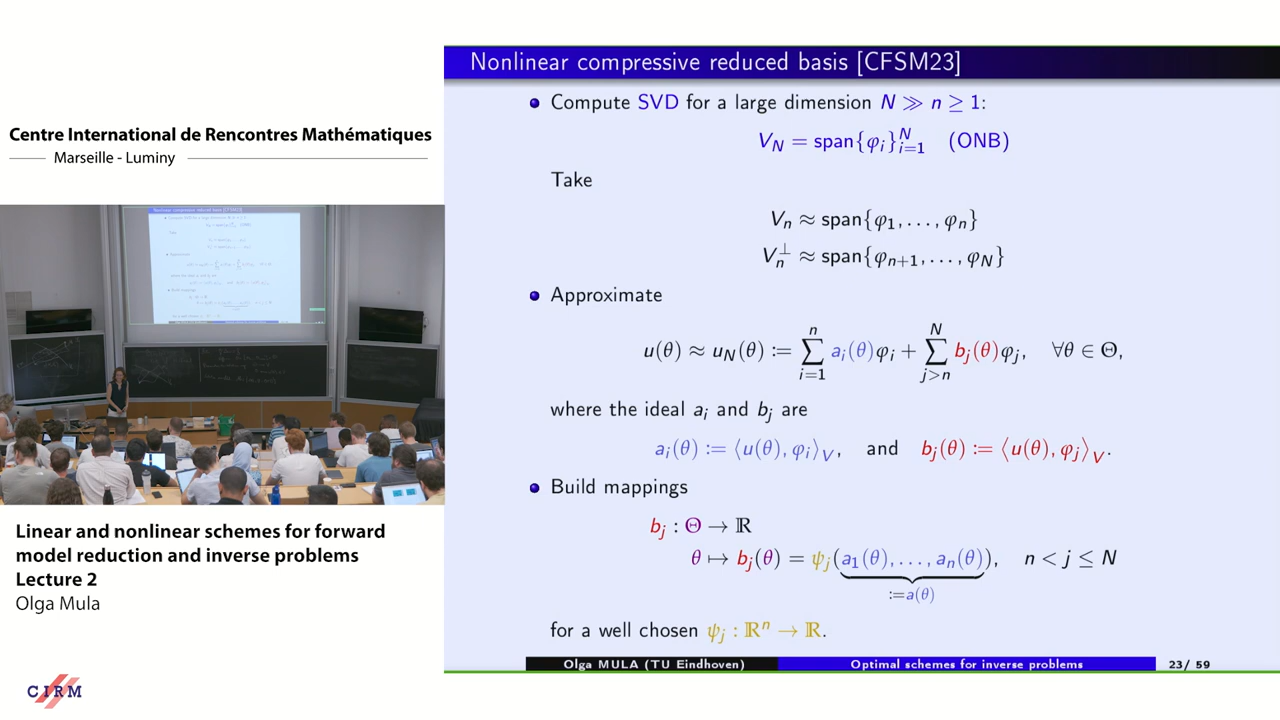 Centre International de Rencontres Mathématiques
Marseille - Luminy
Linear and nonlinear schemes for forward
model reduction and inverse problems
Lecture 2
Olga Mula
CIRM
Nonlinear compressive reduced basis [CFSM23]
Compute SVD for a large dimension N ≫ n ≥ 1:
V_N = span{φ_i}_{i=1}^N (ONB)
Take
V_n ≈ span{φ_1, . . . , φ_n}
V_n^⊥ ≈ span{φ_{n+1}, . . . , φ_N}
Approximate
u(θ) ≈ u_N(θ) := ∑_{i=1}^n a_i(θ)φ_i + ∑_{j>n}^N b_j(θ)φ_j, ∀θ ∈ Θ,
where the ideal a_i and b_j are
a_i(θ) := ⟨u(θ), φ_i⟩_V, and b_j(θ) := ⟨u(θ), φ_j⟩_V.
Build mappings
b_j : Θ → ℝ
θ ↦ b_j(θ) = ψ_j(a_1(θ), . . . , a_n(θ)), n < j ≤ N
:=a(θ)
for a well chosen ψ_j : ℝ^n → ℝ.
Olga MULA (TU Eindhoven) Optimal schemes for inverse problems 23/ 59